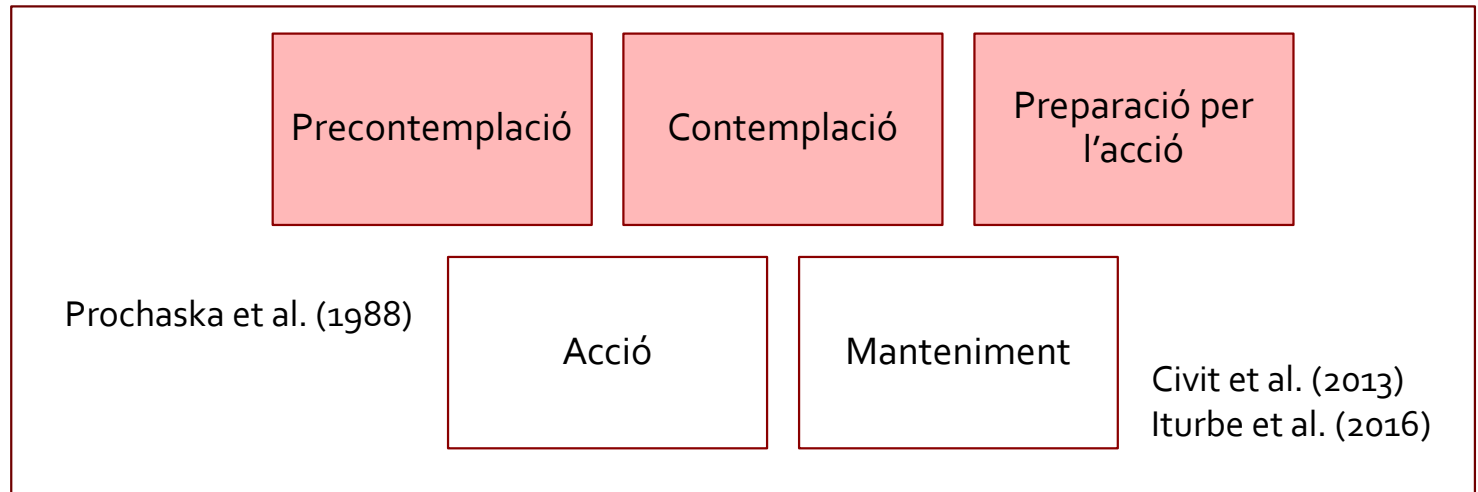 Precontemplació
Contemplació
Preparació per
l’acció
Prochaska et al. (1988)
Acció
Manteniment
Civit et al. (2013)
Iturbe et al. (2016)